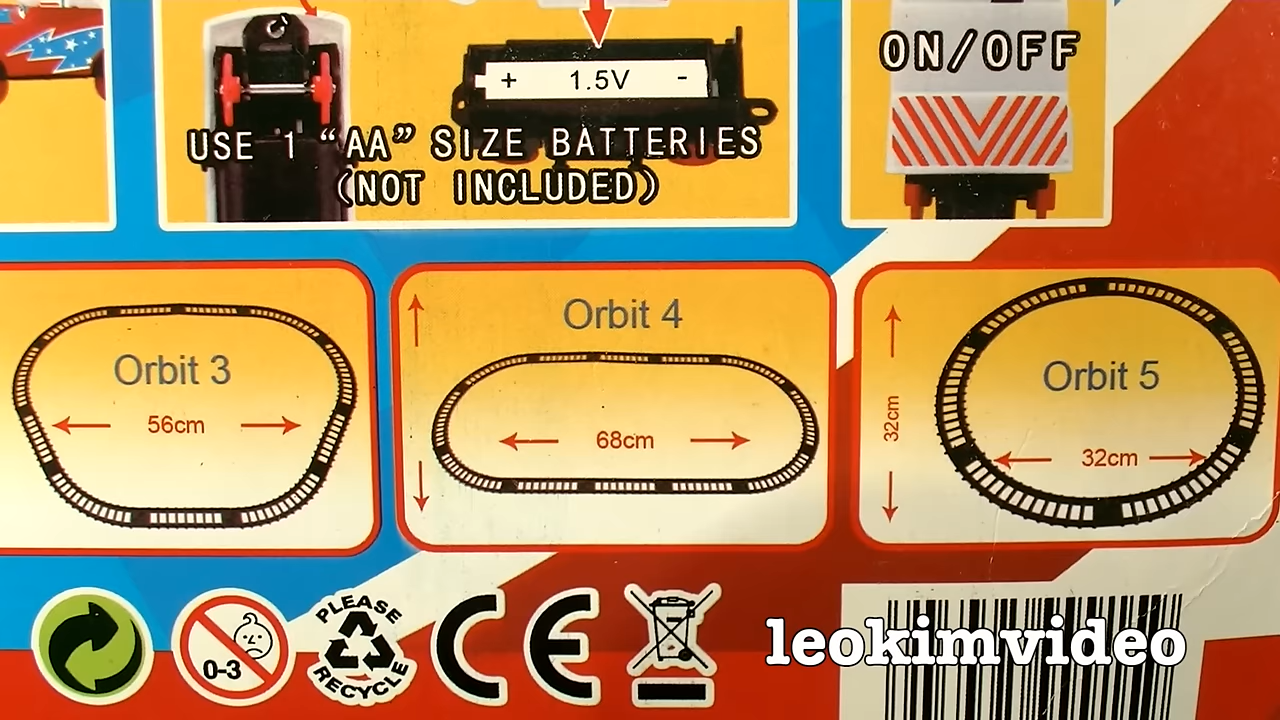 + 1.5V -
ON/OFF
USE 1 “AA” SIZE BATTERIES
(NOT INCLUDED)
Orbit 3
56cm
Orbit 4
68cm
Orbit 5
32cm
32cm
0-3
PLEASE
RECYCLE
CE
leokimvideo